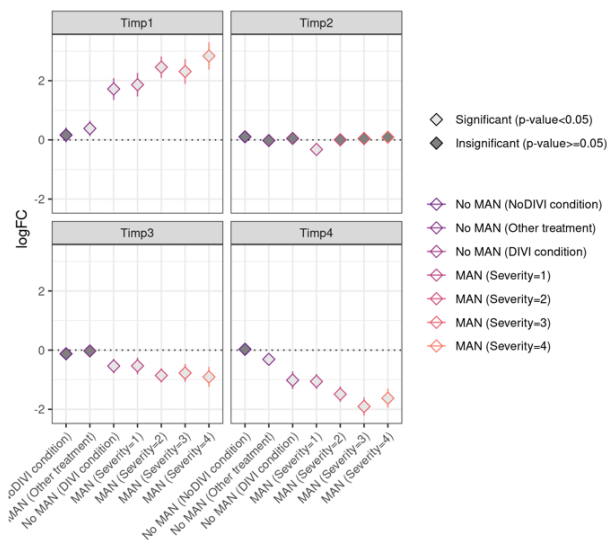 Timp1
Timp2
2
0
-2
Timp3
Timp4
2
0
-2
logFC
NoDIVI condition)
MAN (Other treatment)
No MAN (DIVI condition)
MAN (Severity=1)
MAN (Severity=2)
MAN (Severity=3)
MAN (Severity=4)
No MAN (NoDIVI condition)
No MAN (Other treatment)
No MAN (DIVI condition)
MAN (Severity=1)
MAN (Severity=2)
MAN (Severity=3)
MAN (Severity=4)
Significant (p-value<0.05)
Insignificant (p-value>=0.05)
No MAN (NoDIVI condition)
No MAN (Other treatment)
No MAN (DIVI condition)
MAN (Severity=1)
MAN (Severity=2)
MAN (Severity=3)
MAN (Severity=4)